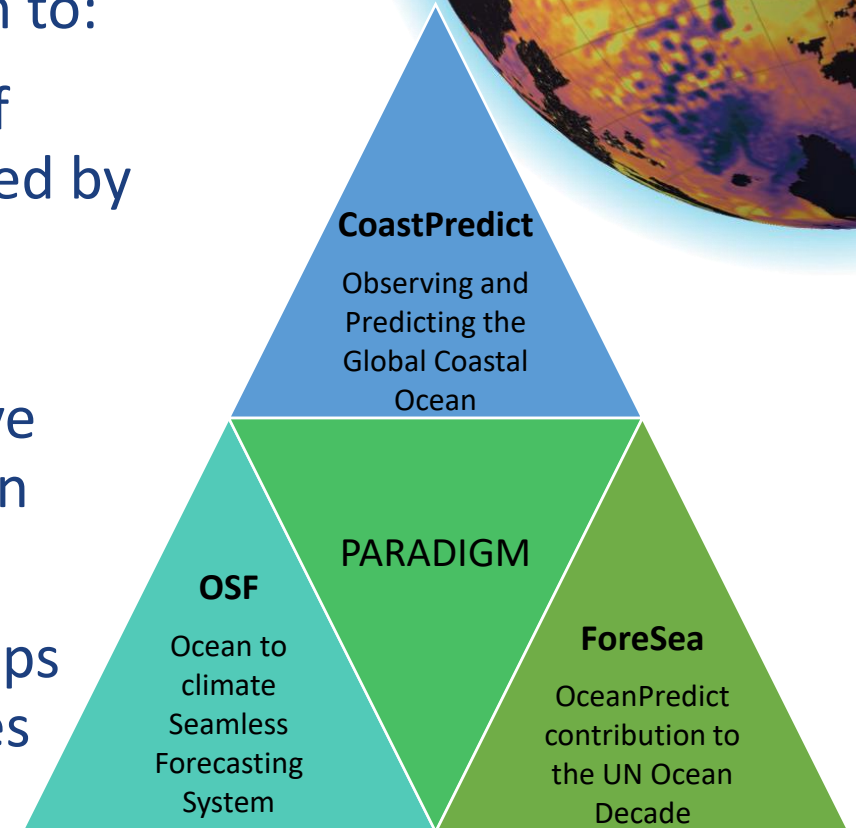 n to:
f
ed by
ve
n
ps
es
CoastPredict
Observing and
Predicting the
Global Coastal
Ocean
PARADIGM
OSF
Ocean to
climate
Seamless
Forecasting
System
ForeSea
OceanPredict
contribution to
the UN Ocean
Decade